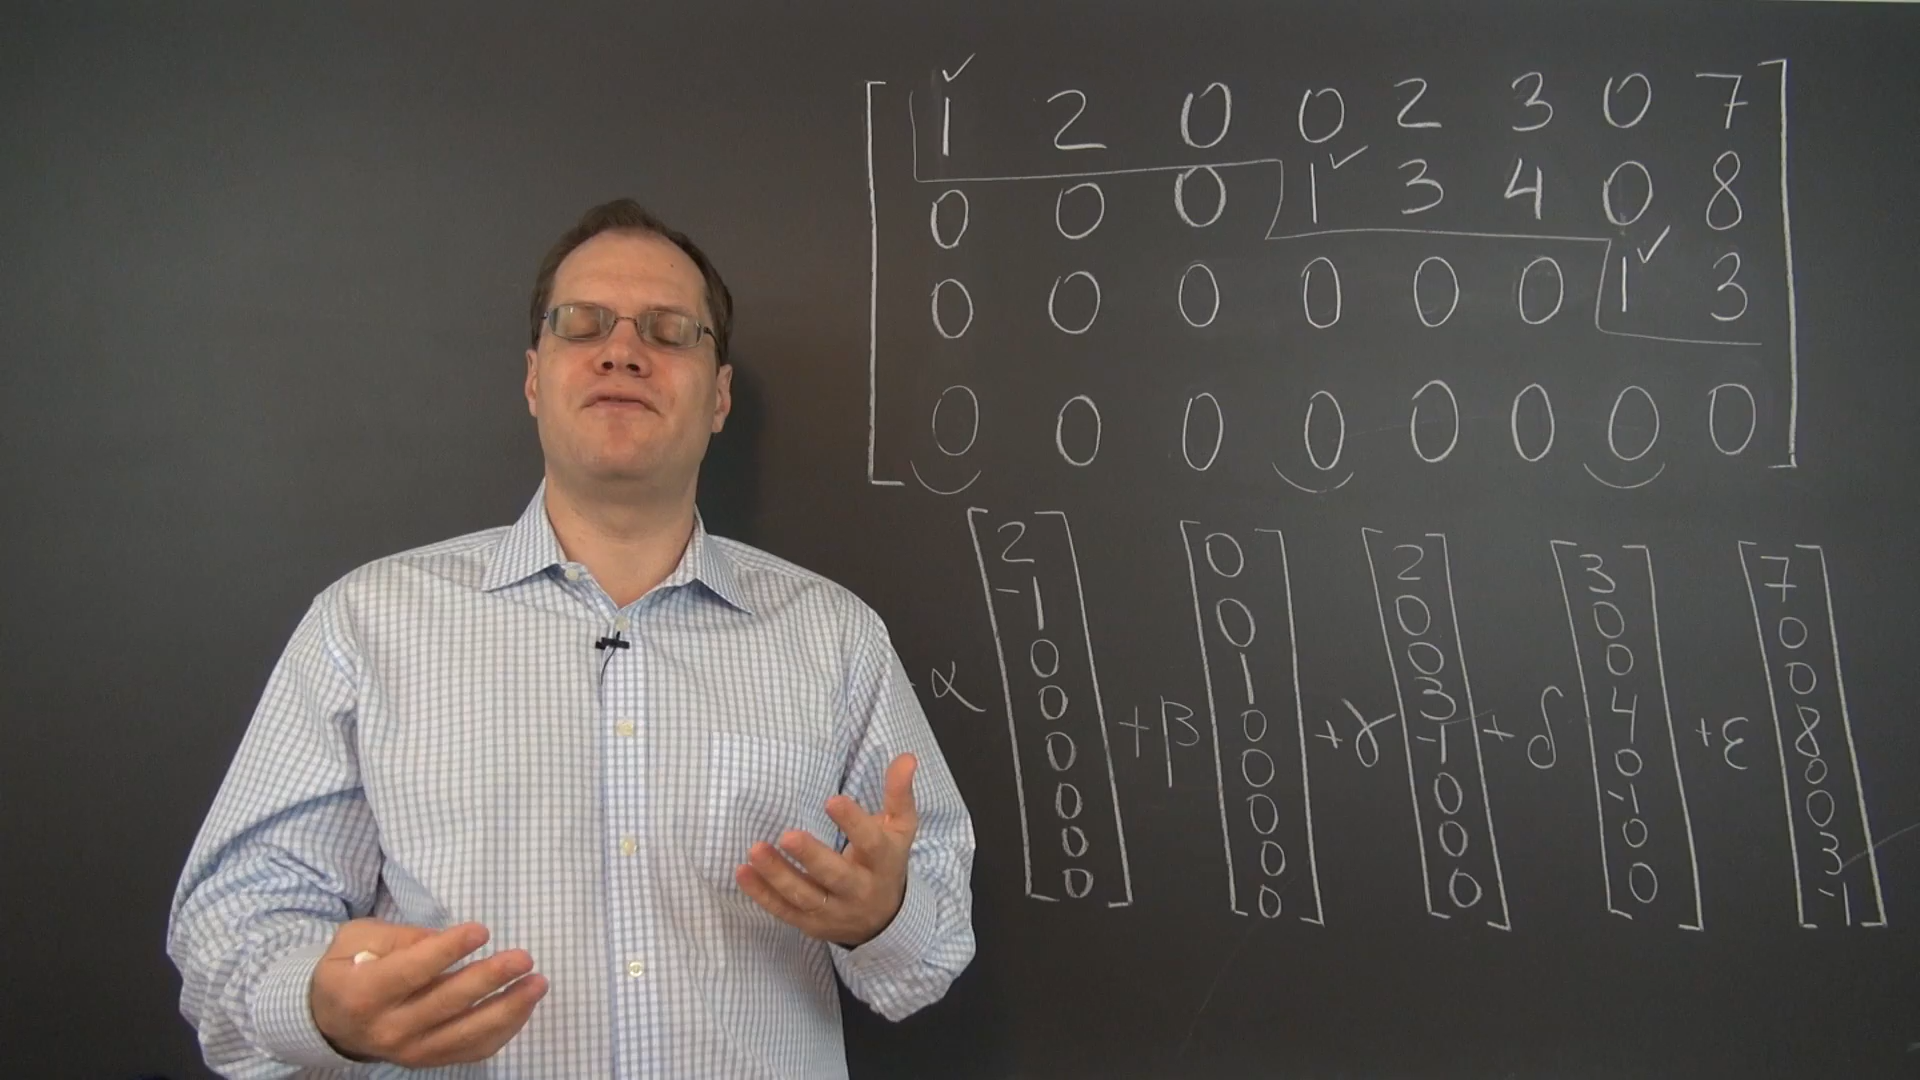 1 2 0 0 2 3 0 7
0 0 0 1 3 4 0 8
0 0 0 0 0 0 1 3
0 0 0 0 0 0 0 0
2 0 2 3 7
-1 0 0 0 0
0 1 0 0 0
α 0 + β 0 + γ 3 + δ 4 + ε 8
0 0 -1 0 0
0 0 0 -1 0
0 0 0 0 3
0 0 0 0 -1